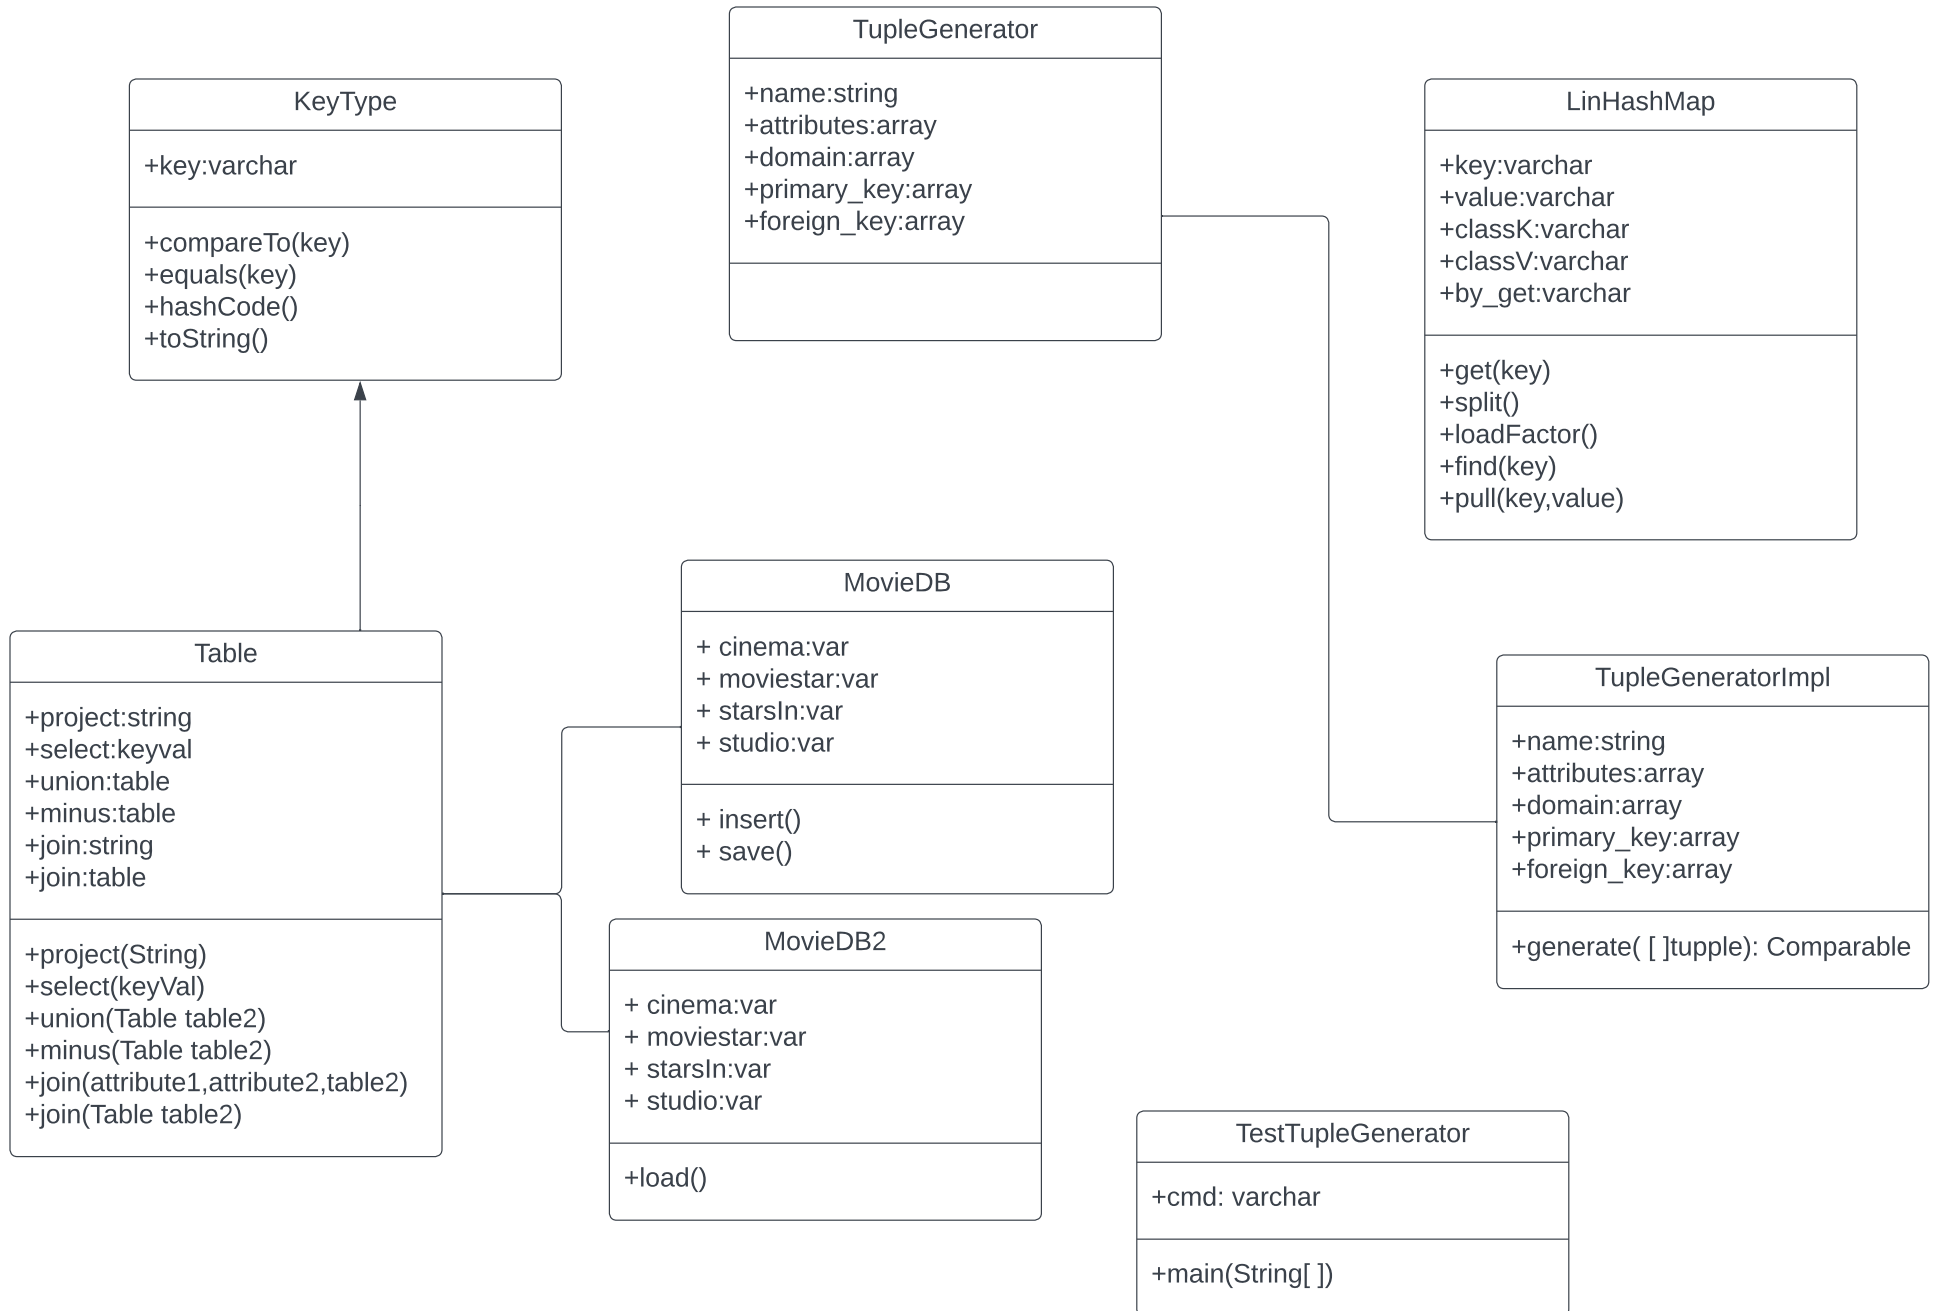 TupleGenerator
+name:string
+attributes:array
+domain:array
+primary_key:array
+foreign_key:array
KeyType
+key:varchar
+compareTo(key)
+equals(key)
+hashCode()
+toString()
LinHashMap
+key:varchar
+value:varchar
+classK:varchar
+classV:varchar
+by_get:varchar
+get(key)
+split()
+loadFactor()
+find(key)
+pull(key,value)
MovieDB
+ cinema:var
+ moviestar:var
+ starsIn:var
+ studio:var
+ insert()
+ save()
Table
+project:string
+select:keyval
+union:table
+minus:table
+join:string
+join:table
+project(String)
+select(keyVal)
+union(Table table2)
+minus(Table table2)
+join(attribute1,attribute2,table2)
+join(Table table2)
TupleGeneratorImpl
+name:string
+attributes:array
+domain:array
+primary_key:array
+foreign_key:array
+generate( [ ]tupple): Comparable
MovieDB2
+ cinema:var
+ moviestar:var
+ starsIn:var
+ studio:var
+load()
TestTupleGenerator
+cmd: varchar
+main(String[ ])